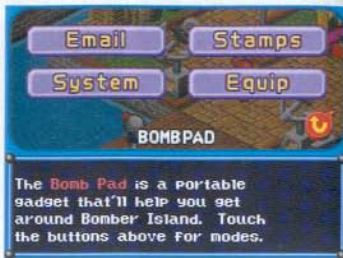 Email Stamps
System Equip
BOMBPAD
The Bomb Pad is a portable
gadget that'll help you get
around Bomber Island. Touch
the buttons above for modes.